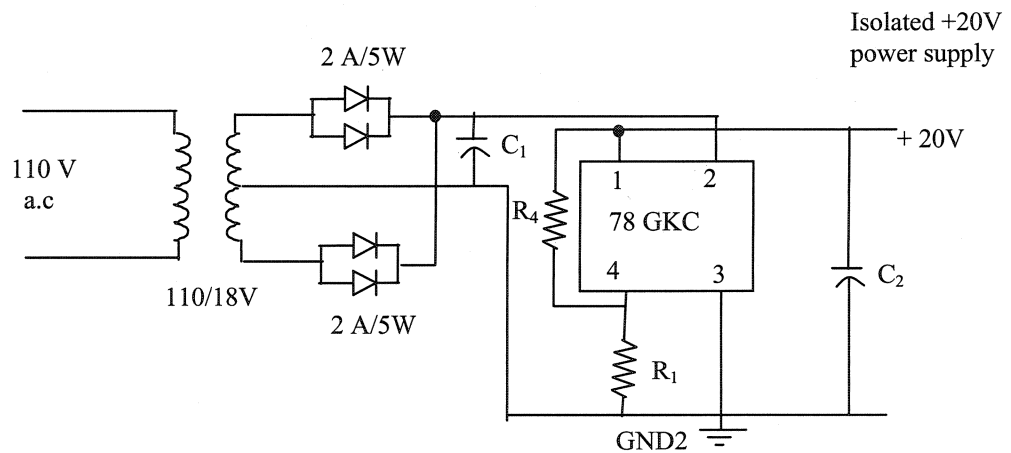 Isolated +20V
power supply
2 A/5W
C1
+ 20V
110 V
a.c
1
2
R4
78 GKC
4
3
C2
110/18V
2 A/5W
R1
GND2